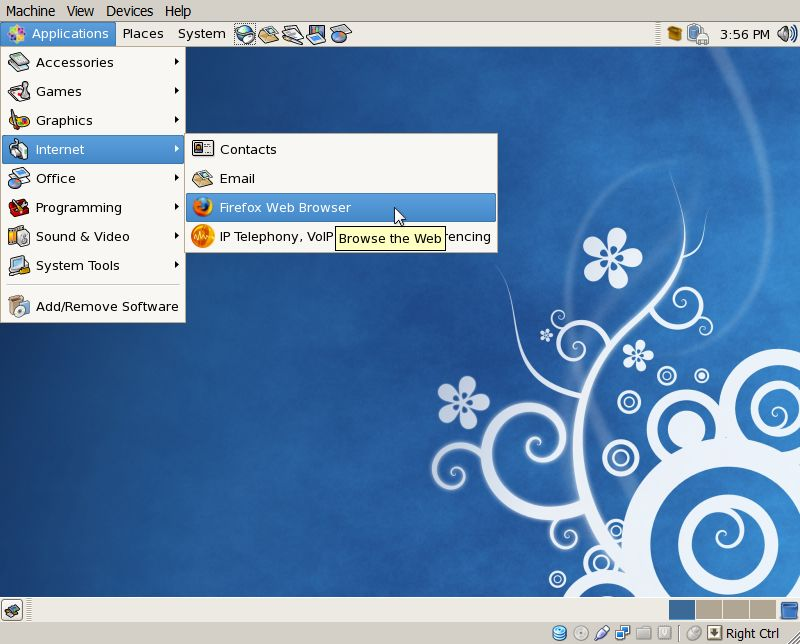 Machine View Devices Help
Applications Places System 3:56 PM
Accessories
Games
Graphics
Internet
Office
Programming
Sound & Video
System Tools
Add/Remove Software
Contacts
Email
Firefox Web Browser
IP Telephony, VoIP rencing
Browse the Web
Right Ctrl